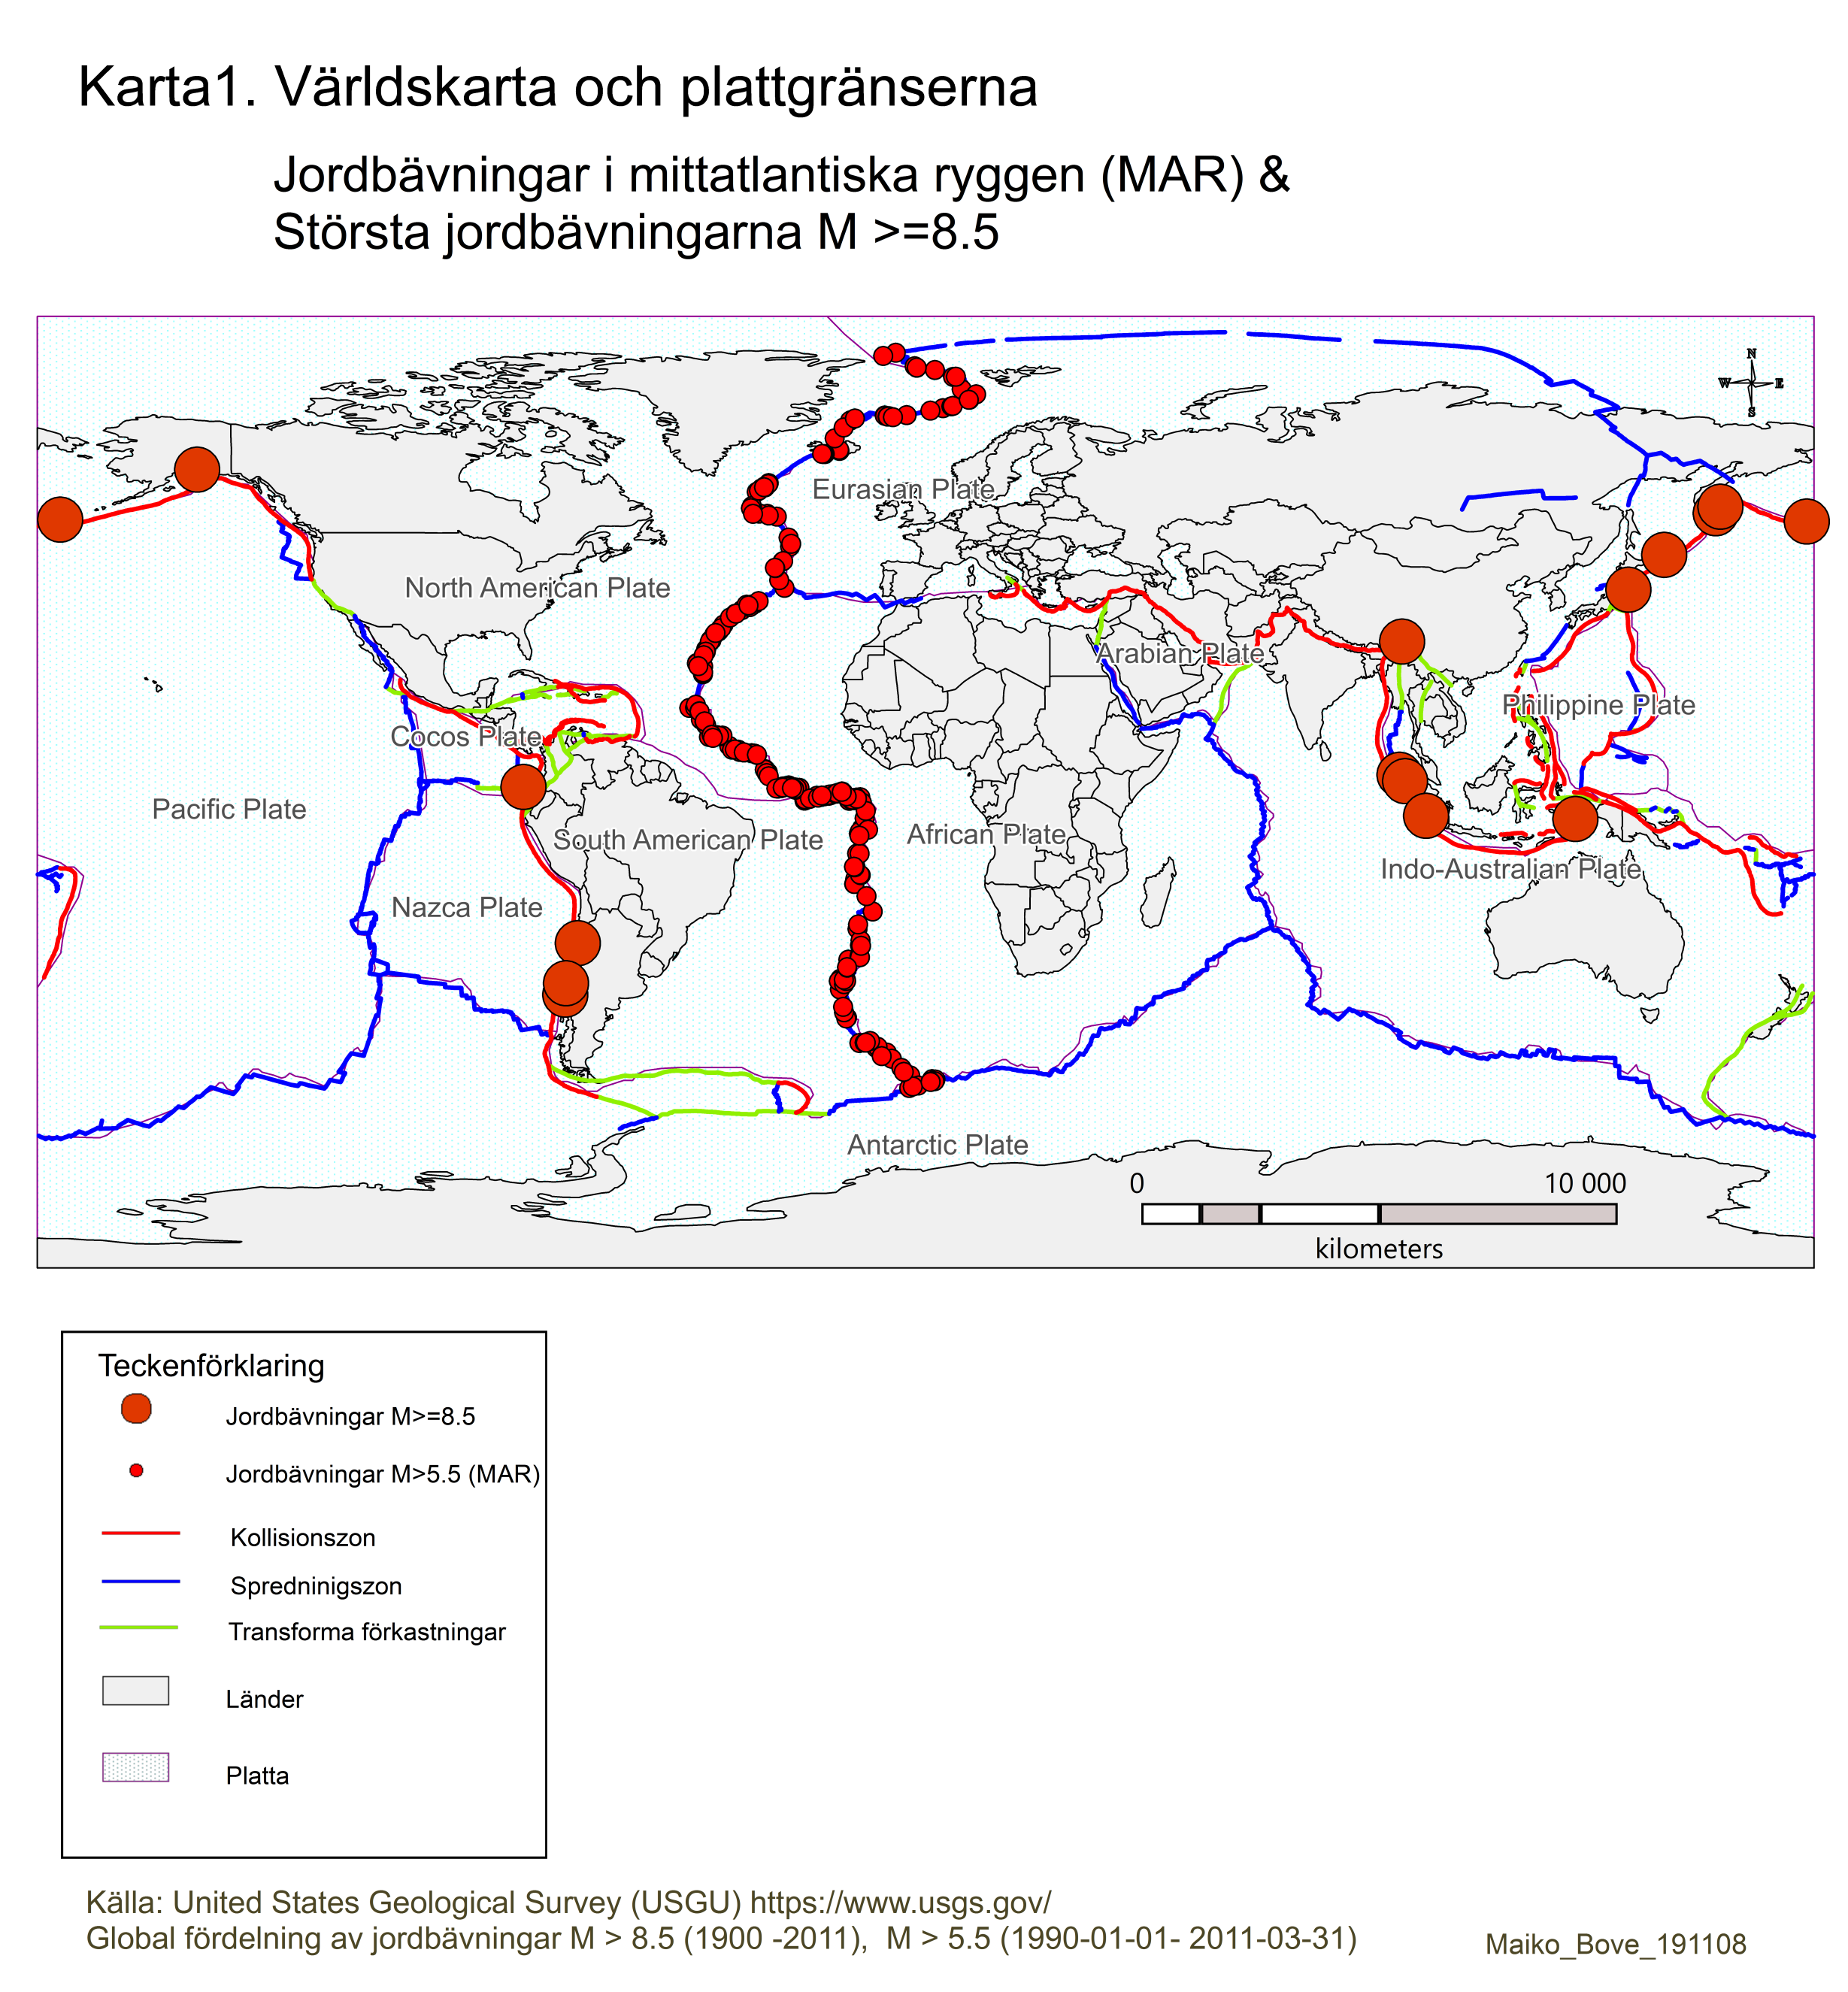 Karta1. Världskarta och plattgränserna
Jordbävningar i mittatlantiska ryggen (MAR) &
Största jordbävningarna M >=8.5
N
W E
S
Eurasian Plate
North American Plate
Arabian Plate
Philippine Plate
Cocos Plate
Pacific Plate
South American Plate
African Plate
Indo-Australian Plate
Nazca Plate
Antarctic Plate
0 10 000
kilometers
Teckenförklaring
Jordbävningar M>=8.5
Jordbävningar M>5.5 (MAR)
Kollisionszon
Spredninigszon
Transforma förkastningar
Länder
Platta
Källa: United States Geological Survey (USGU) https://www.usgs.gov/
Global fördelning av jordbävningar M > 8.5 (1900 -2011),  M > 5.5 (1990-01-01- 2011-03-31)
Maiko_Bove_191108